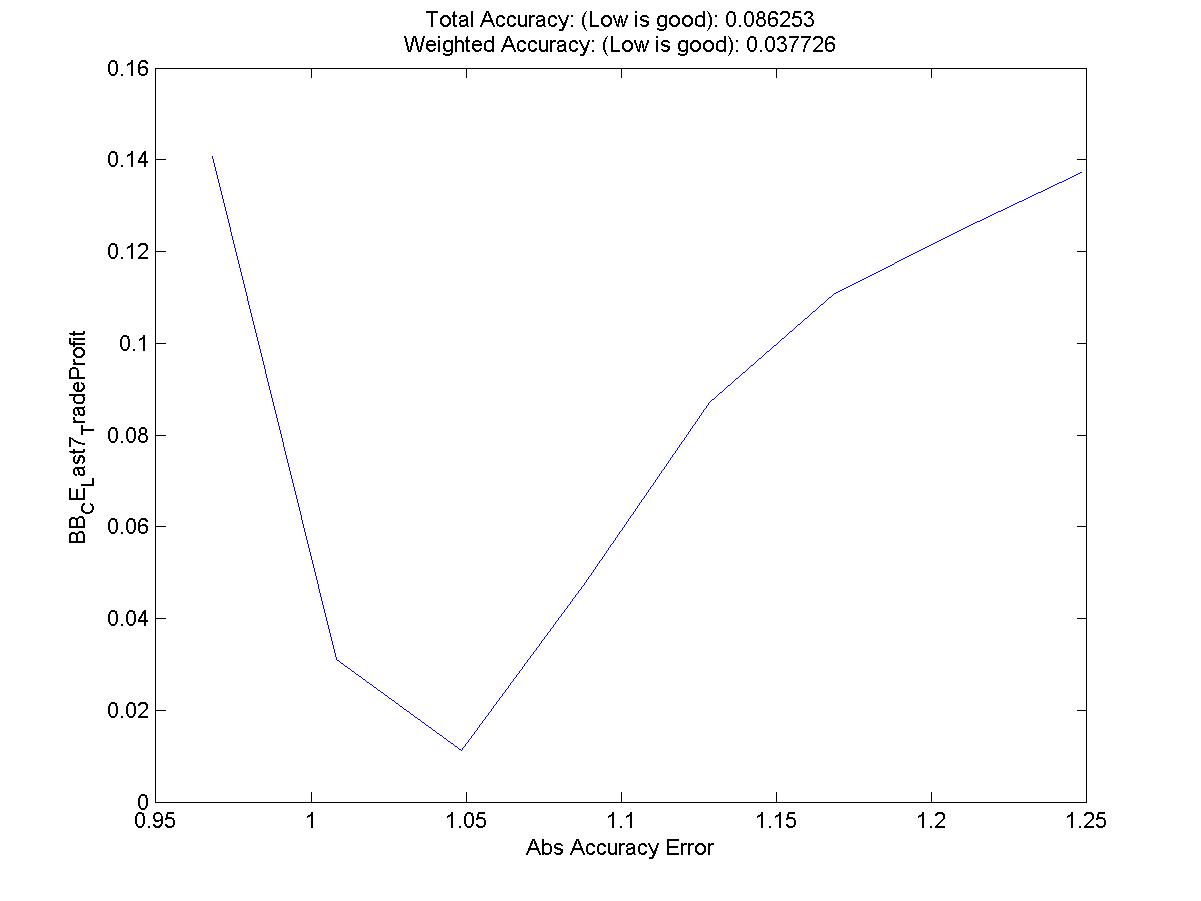 Total Accuracy: (Low is good): 0.086253
Weighted Accuracy: (Low is good): 0.037726
0.16
0.14
0.12
0.1
0.08
0.06
0.04
0.02
0
BB_CE_Last7_TradeProfit
0.95 1 1.05 1.1 1.15 1.2 1.25
Abs Accuracy Error